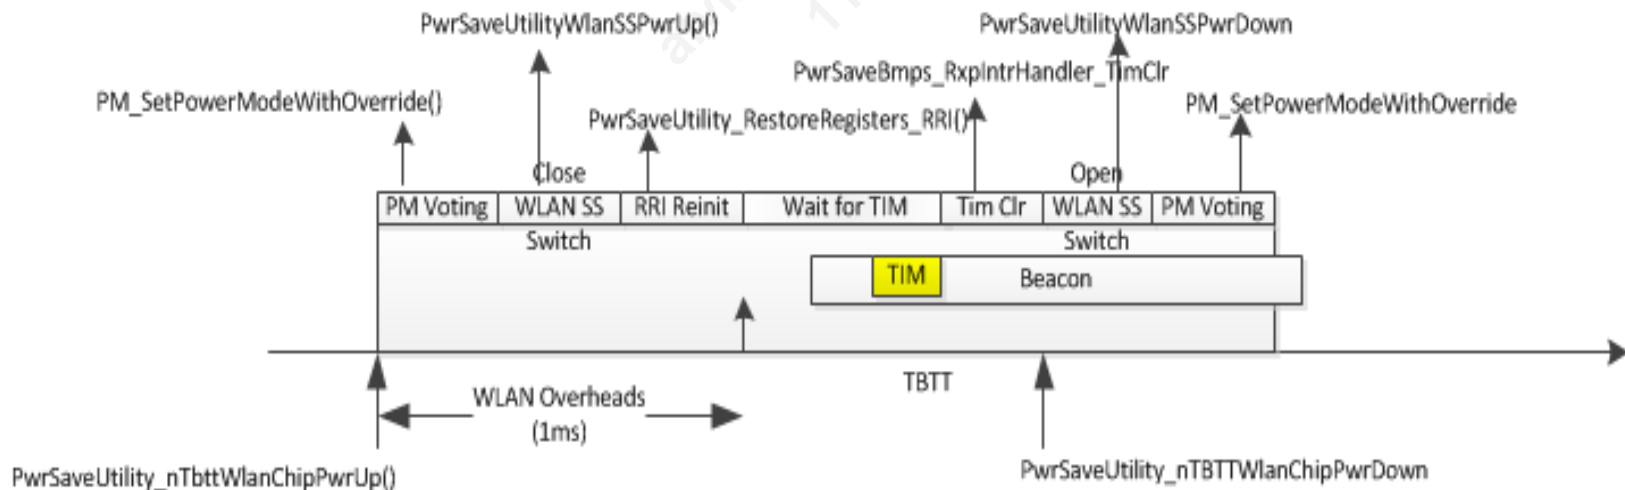 PwrSaveUtilityWlanSSPwrUp()
PwrSaveUtilityWlanSSPwrDown
PwrSaveBmps_RxpIntrHandler_TimClr
PM_SetPowerModeWithOverride()
PM_SetPowerModeWithOverride
PwrSaveUtility_RestoreRegisters_RRI()
Close
Open
PM Voting
WLAN SS
RRI Reinit
Wait for TIM
Tim Clr
WLAN SS
PM Voting
Switch
Switch
TIM
Beacon
TBTT
WLAN Overheads
(1ms)
PwrSaveUtility_nTbttWlanChipPwrUp()
PwrSaveUtility_nTBTTWlanChipPwrDown